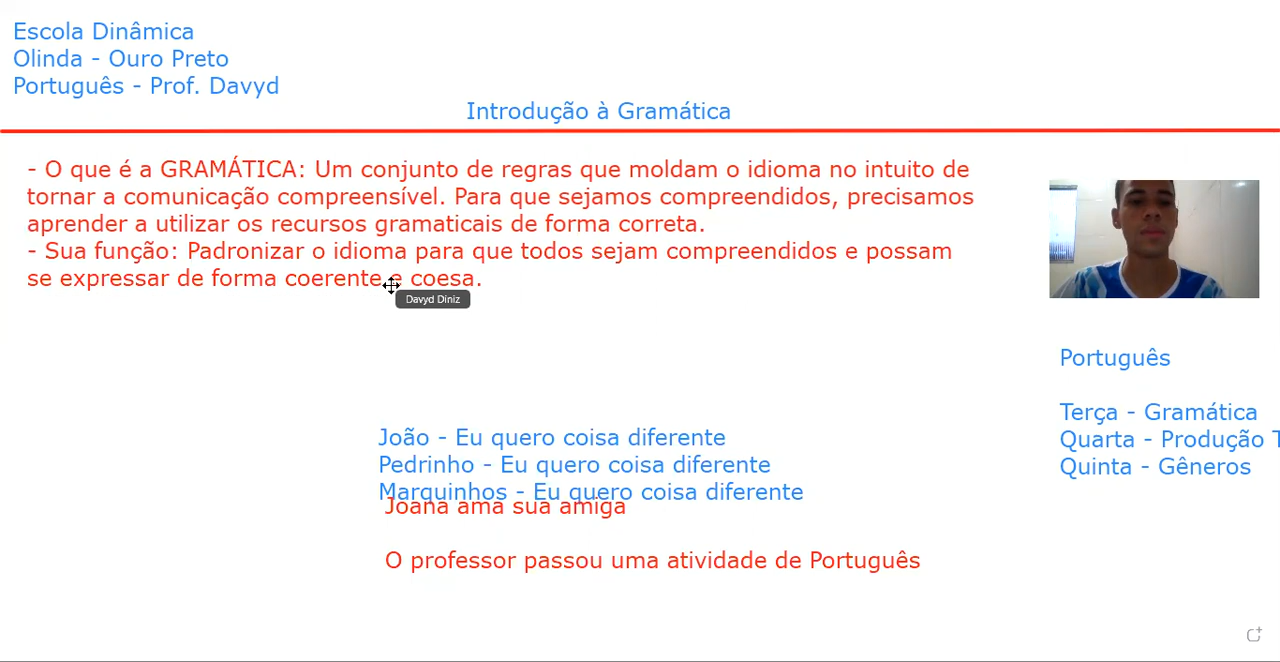 Escola Dinâmica
Olinda - Ouro Preto
Português - Prof. Davyd
Introdução à Gramática
- O que é a GRAMÁTICA: Um conjunto de regras que moldam o idioma no intuito de
tornar a comunicação compreensível. Para que sejamos compreendidos, precisamos
aprender a utilizar os recursos gramaticais de forma correta.
- Sua função: Padronizar o idioma para que todos sejam compreendidos e possam
se expressar de forma coerente e coesa.
Davyd Diniz
Português
Terça - Gramática
Quarta - Produção T
Quinta - Gêneros
João - Eu quero coisa diferente
Pedrinho - Eu quero coisa diferente
Marquinhos - Eu quero coisa diferente
Joana ama sua amiga
O professor passou uma atividade de Português